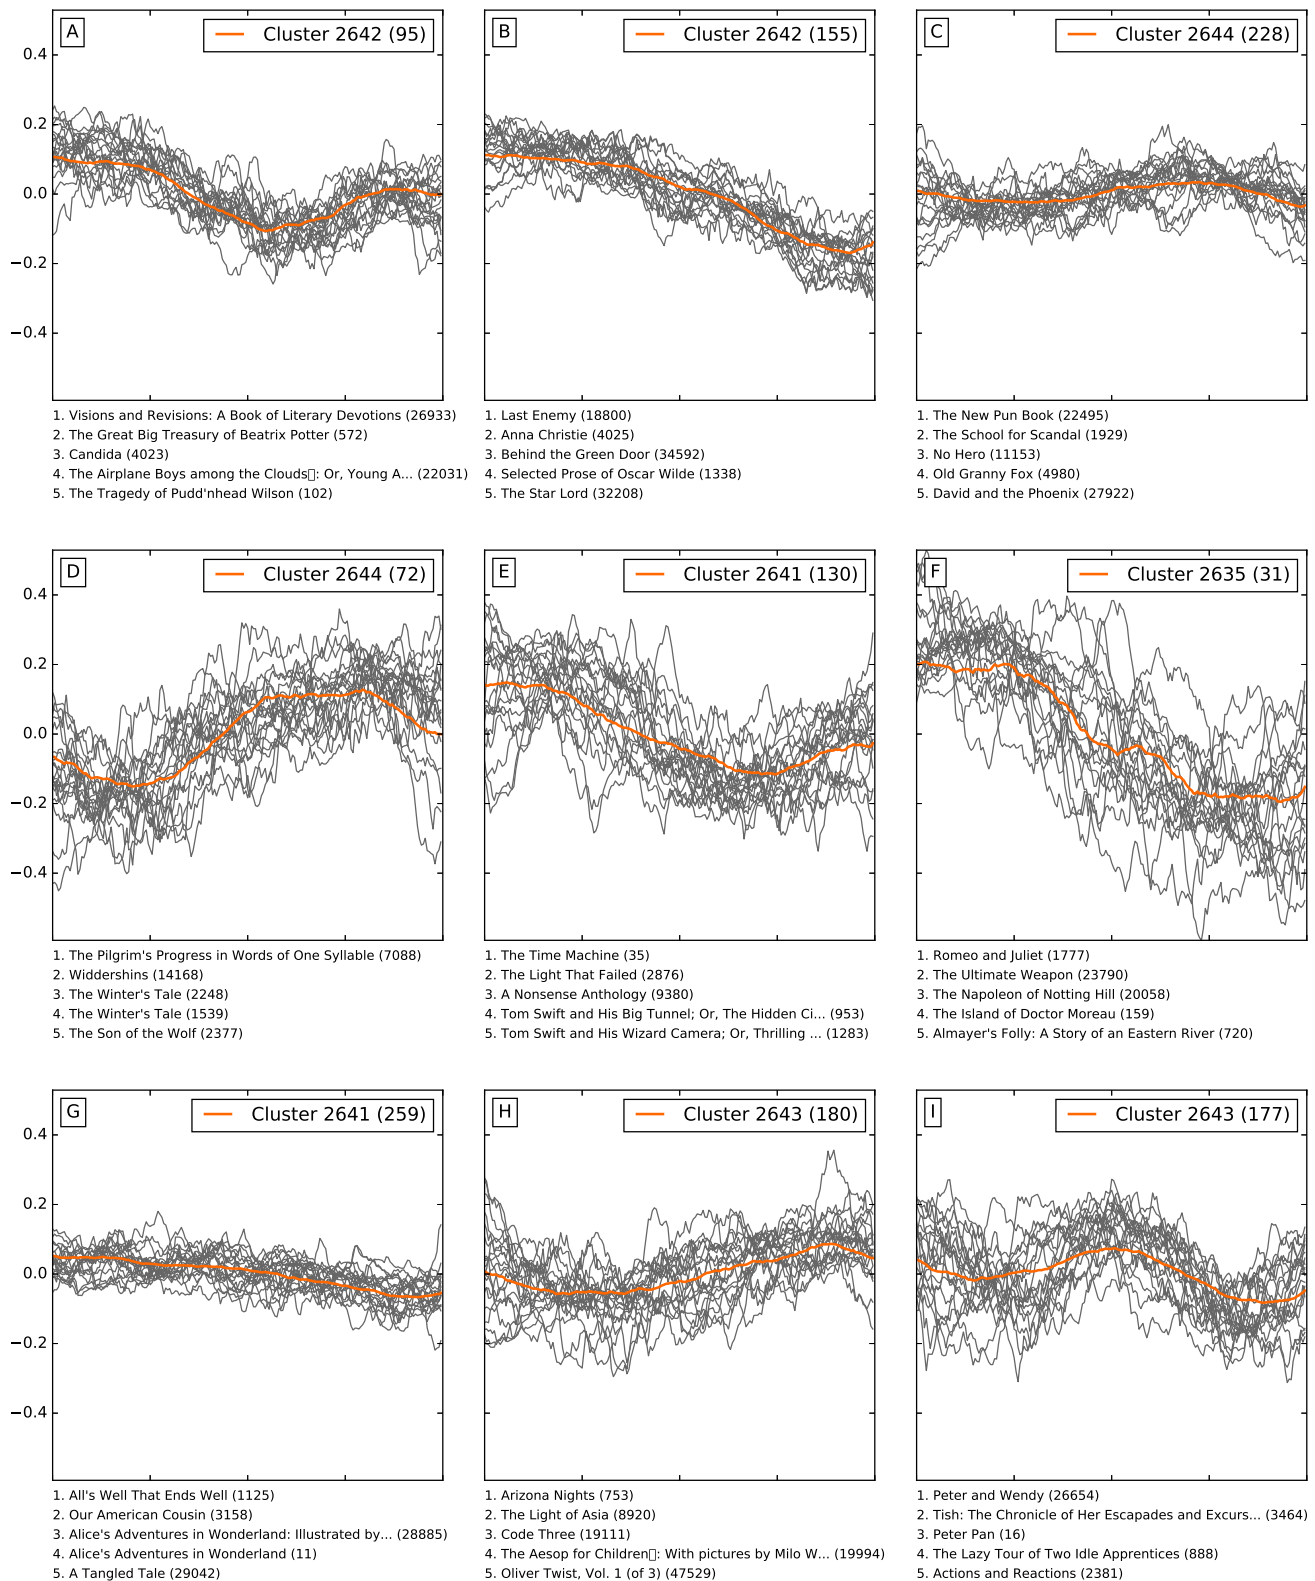 A
Cluster 2642 (95)
B
Cluster 2642 (155)
C
Cluster 2644 (228)
0.4
0.2
0.0
−0.2
−0.4
1. Visions and Revisions: A Book of Literary Devotions (26933)
2. The Great Big Treasury of Beatrix Potter (572)
3. Candida (4023)
4. The Airplane Boys among the Clouds▯: Or, Young A... (22031)
5. The Tragedy of Pudd'nhead Wilson (102)
1. Last Enemy (18800)
2. Anna Christie (4025)
3. Behind the Green Door (34592)
4. Selected Prose of Oscar Wilde (1338)
5. The Star Lord (32208)
1. The New Pun Book (22495)
2. The School for Scandal (1929)
3. No Hero (11153)
4. Old Granny Fox (4980)
5. David and the Phoenix (27922)
D
Cluster 2644 (72)
E
Cluster 2641 (130)
F
Cluster 2635 (31)
0.4
0.2
0.0
−0.2
−0.4
1. The Pilgrim's Progress in Words of One Syllable (7088)
2. Widdershins (14168)
3. The Winter's Tale (2248)
4. The Winter's Tale (1539)
5. The Son of the Wolf (2377)
1. The Time Machine (35)
2. The Light That Failed (2876)
3. A Nonsense Anthology (9380)
4. Tom Swift and His Big Tunnel; Or, The Hidden Ci... (953)
5. Tom Swift and His Wizard Camera; Or, Thrilling ... (1283)
1. Romeo and Juliet (1777)
2. The Ultimate Weapon (23790)
3. The Napoleon of Notting Hill (20058)
4. The Island of Doctor Moreau (159)
5. Almayer's Folly: A Story of an Eastern River (720)
G
Cluster 2641 (259)
H
Cluster 2643 (180)
I
Cluster 2643 (177)
0.4
0.2
0.0
−0.2
−0.4
1. All's Well That Ends Well (1125)
2. Our American Cousin (3158)
3. Alice's Adventures in Wonderland: Illustrated by... (28885)
4. Alice's Adventures in Wonderland (11)
5. A Tangled Tale (29042)
1. Arizona Nights (753)
2. The Light of Asia (8920)
3. Code Three (19111)
4. The Aesop for Children▯: With pictures by Milo W... (19994)
5. Oliver Twist, Vol. 1 (of 3) (47529)
1. Peter and Wendy (26654)
2. Tish: The Chronicle of Her Escapades and Excurs... (3464)
3. Peter Pan (16)
4. The Lazy Tour of Two Idle Apprentices (888)
5. Actions and Reactions (2381)